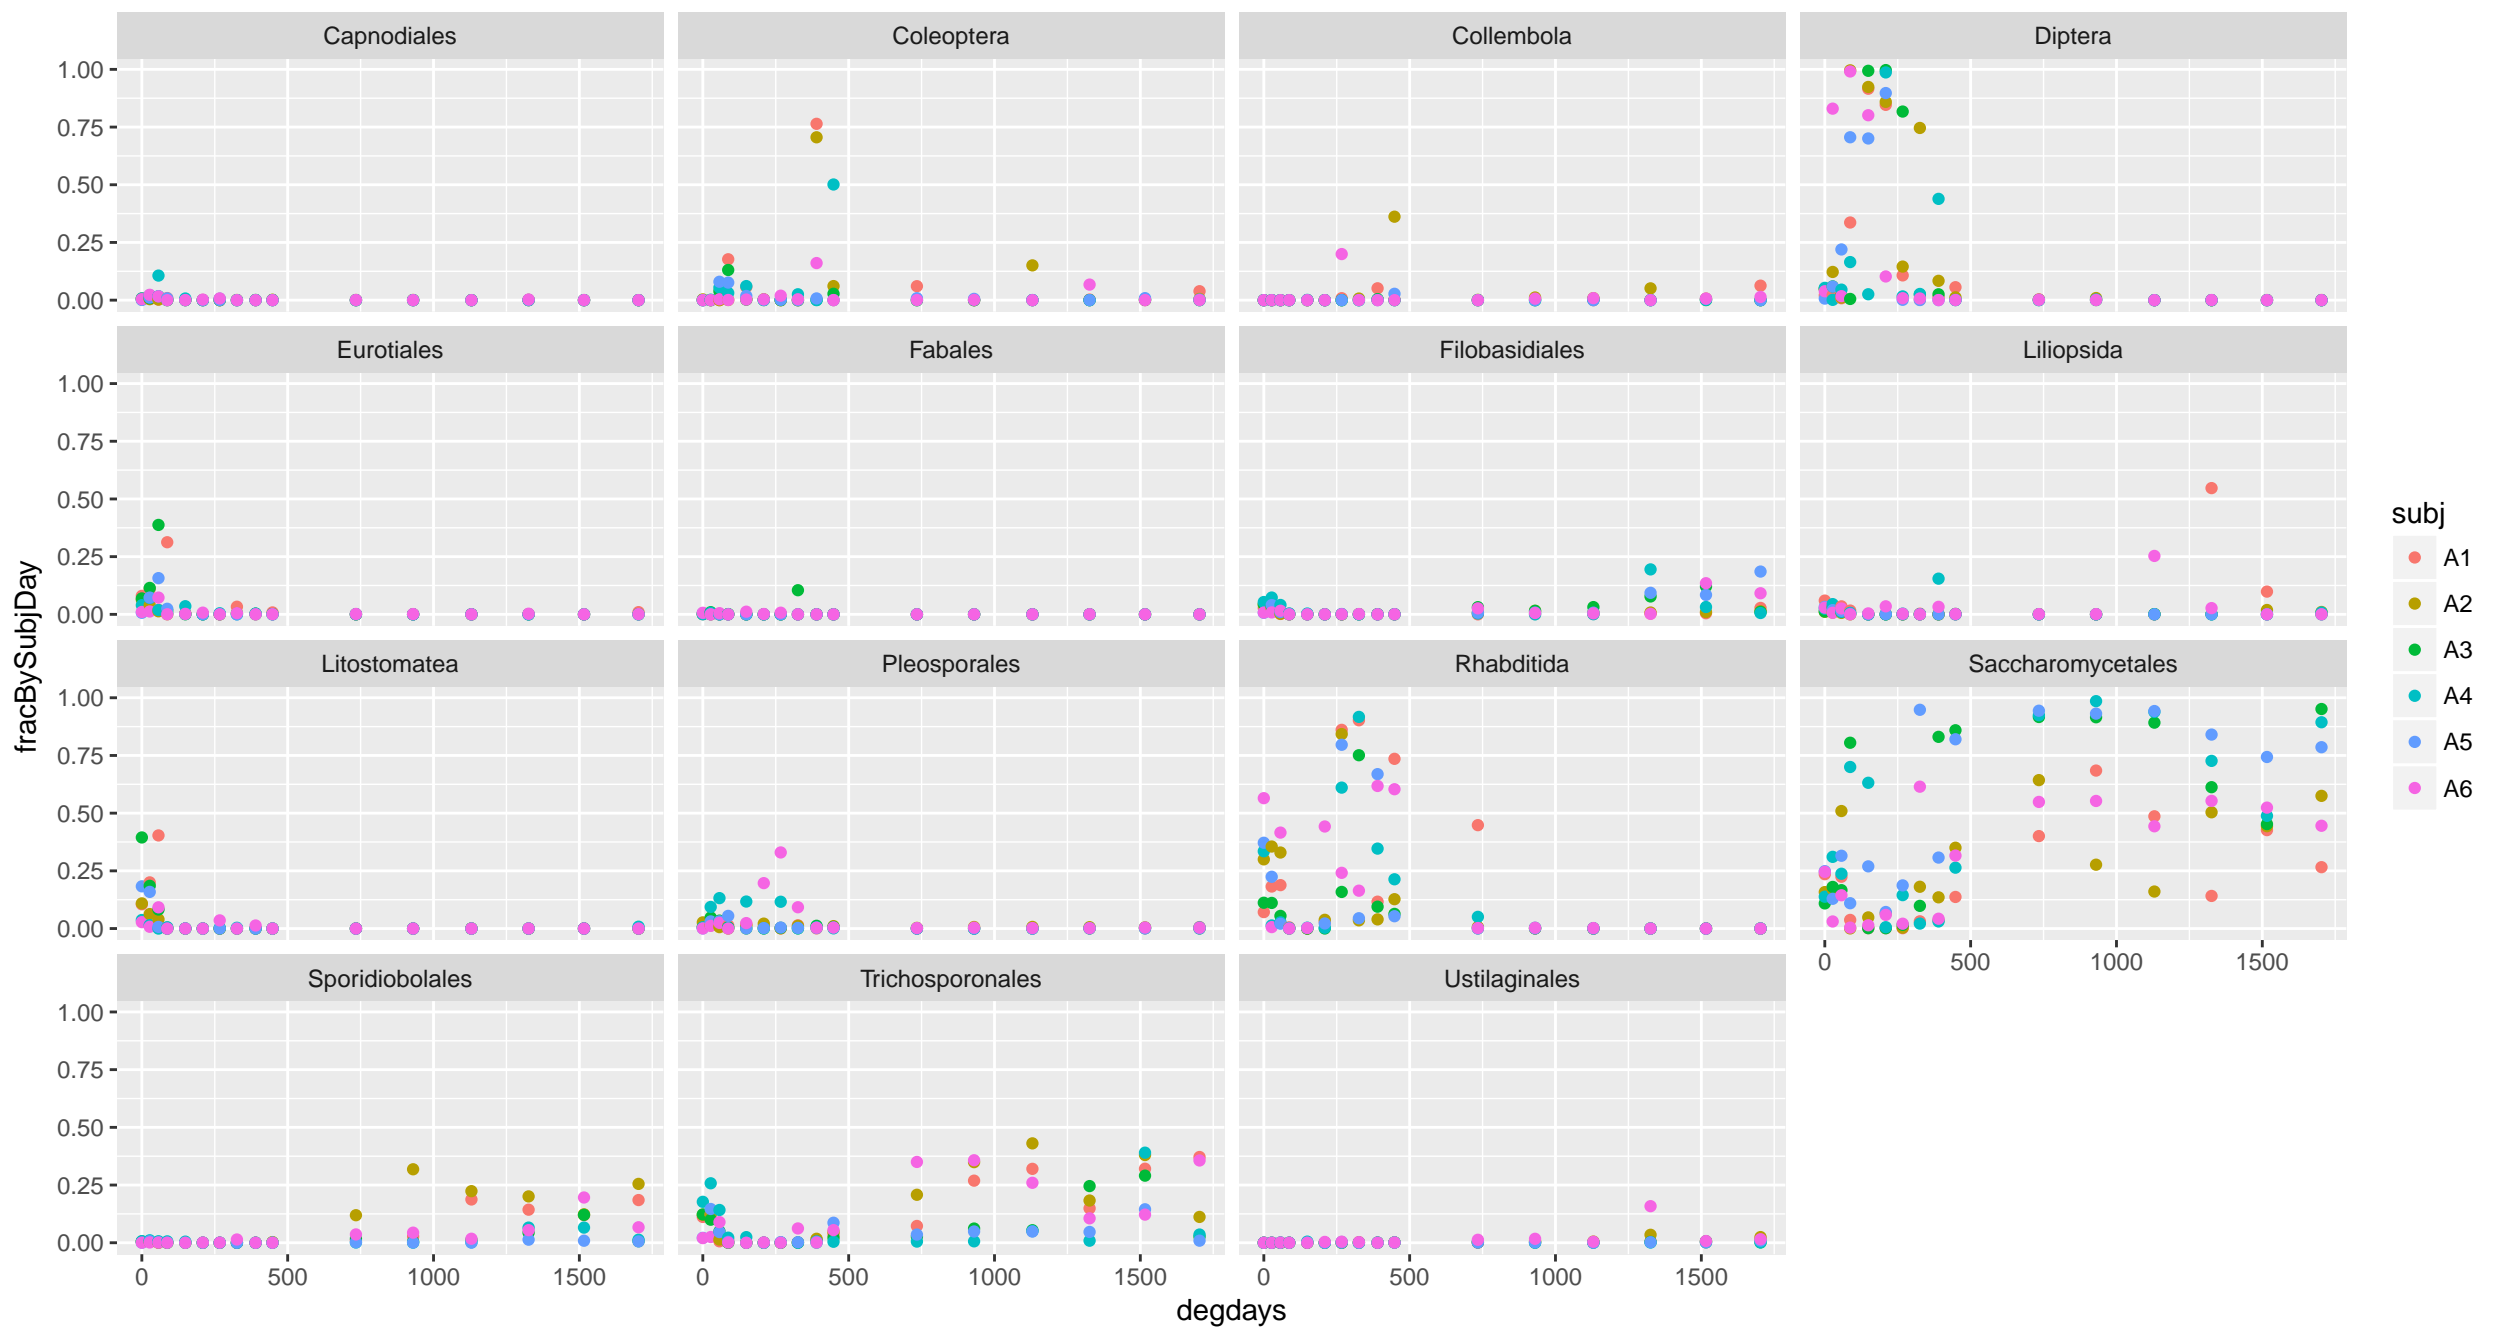 Capnodiales Coleoptera Collembola Diptera
1.00
0.75
0.50
0.25
0.00
Eurotiales Fabales Filobasidiales Liliopsida
1.00
0.75
0.50
0.25
0.00
Litostomatea Pleosporales Rhabditida Saccharomycetales
1.00
0.75
0.50
0.25
0.00
0 500 1000 1500
Sporidiobolales Trichosporonales Ustilaginales
1.00
0.75
0.50
0.25
0.00
0 500 1000 1500 0 500 1000 1500 0 500 1000 1500
degdays
fracBySubjDay
subj
A1
A2
A3
A4
A5
A6